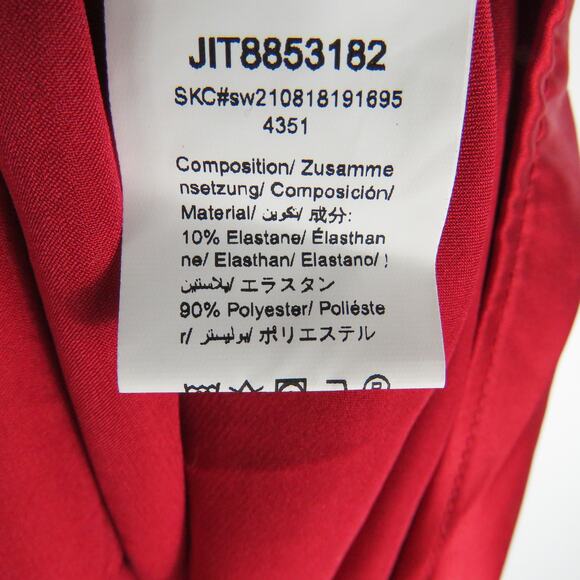 JIT8853182
SKC#sw210818191695
4351
Composition/ Zusamme
nsetzung/ Composición/
Material/ تكوين/ 成分:
10% Elastane/ Élasthan
ne/ Elasthan/ Elastano/
إيلاستين/ エラスタン
90% Polyester/ Polléste
r/ بوليستر/ ポリエステル